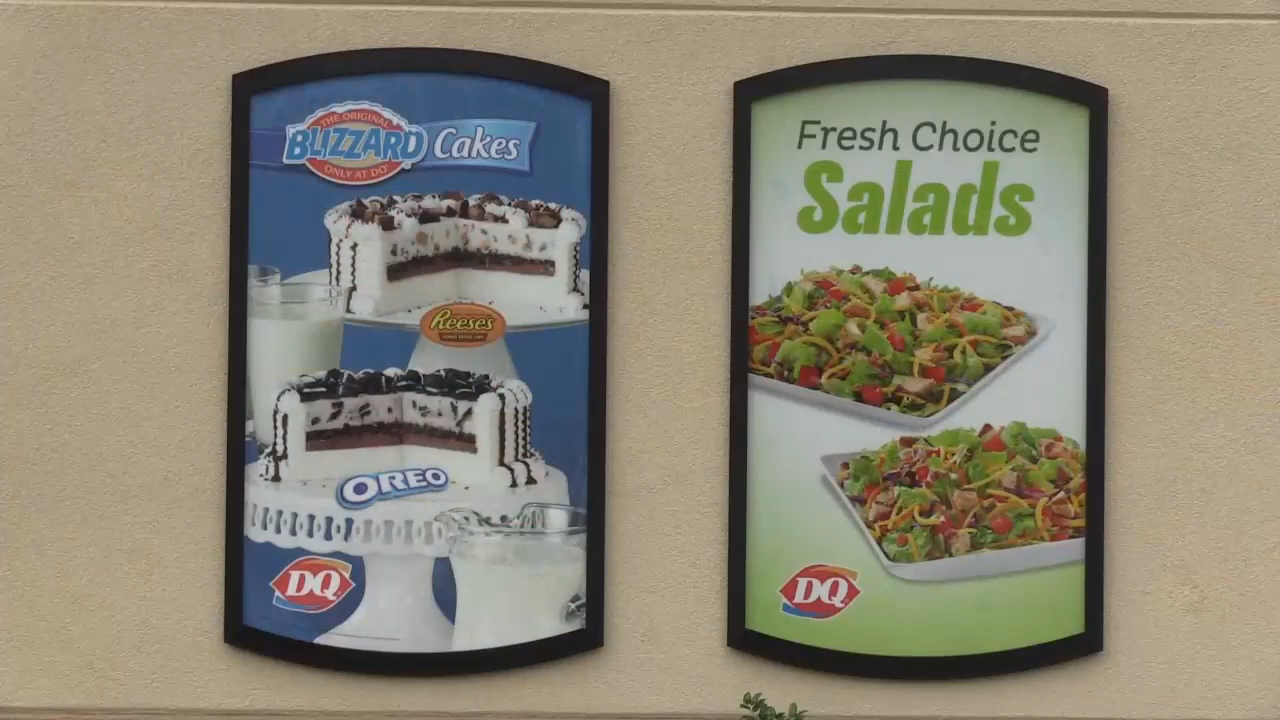 THE ORIGINAL
BLIZZARD Cakes
ONLY AT DQ
Reese's
OREO
DQ
Fresh Choice
Salads
DQ